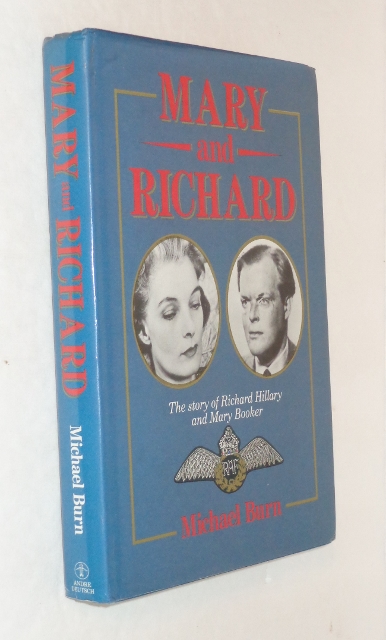 MARY
and
RICHARD
The story of Richard Hillary
and Mary Booker
RAF
Michael Burn
MARY and RICHARD
Michael Burn
ANDRE
DEUTSCH